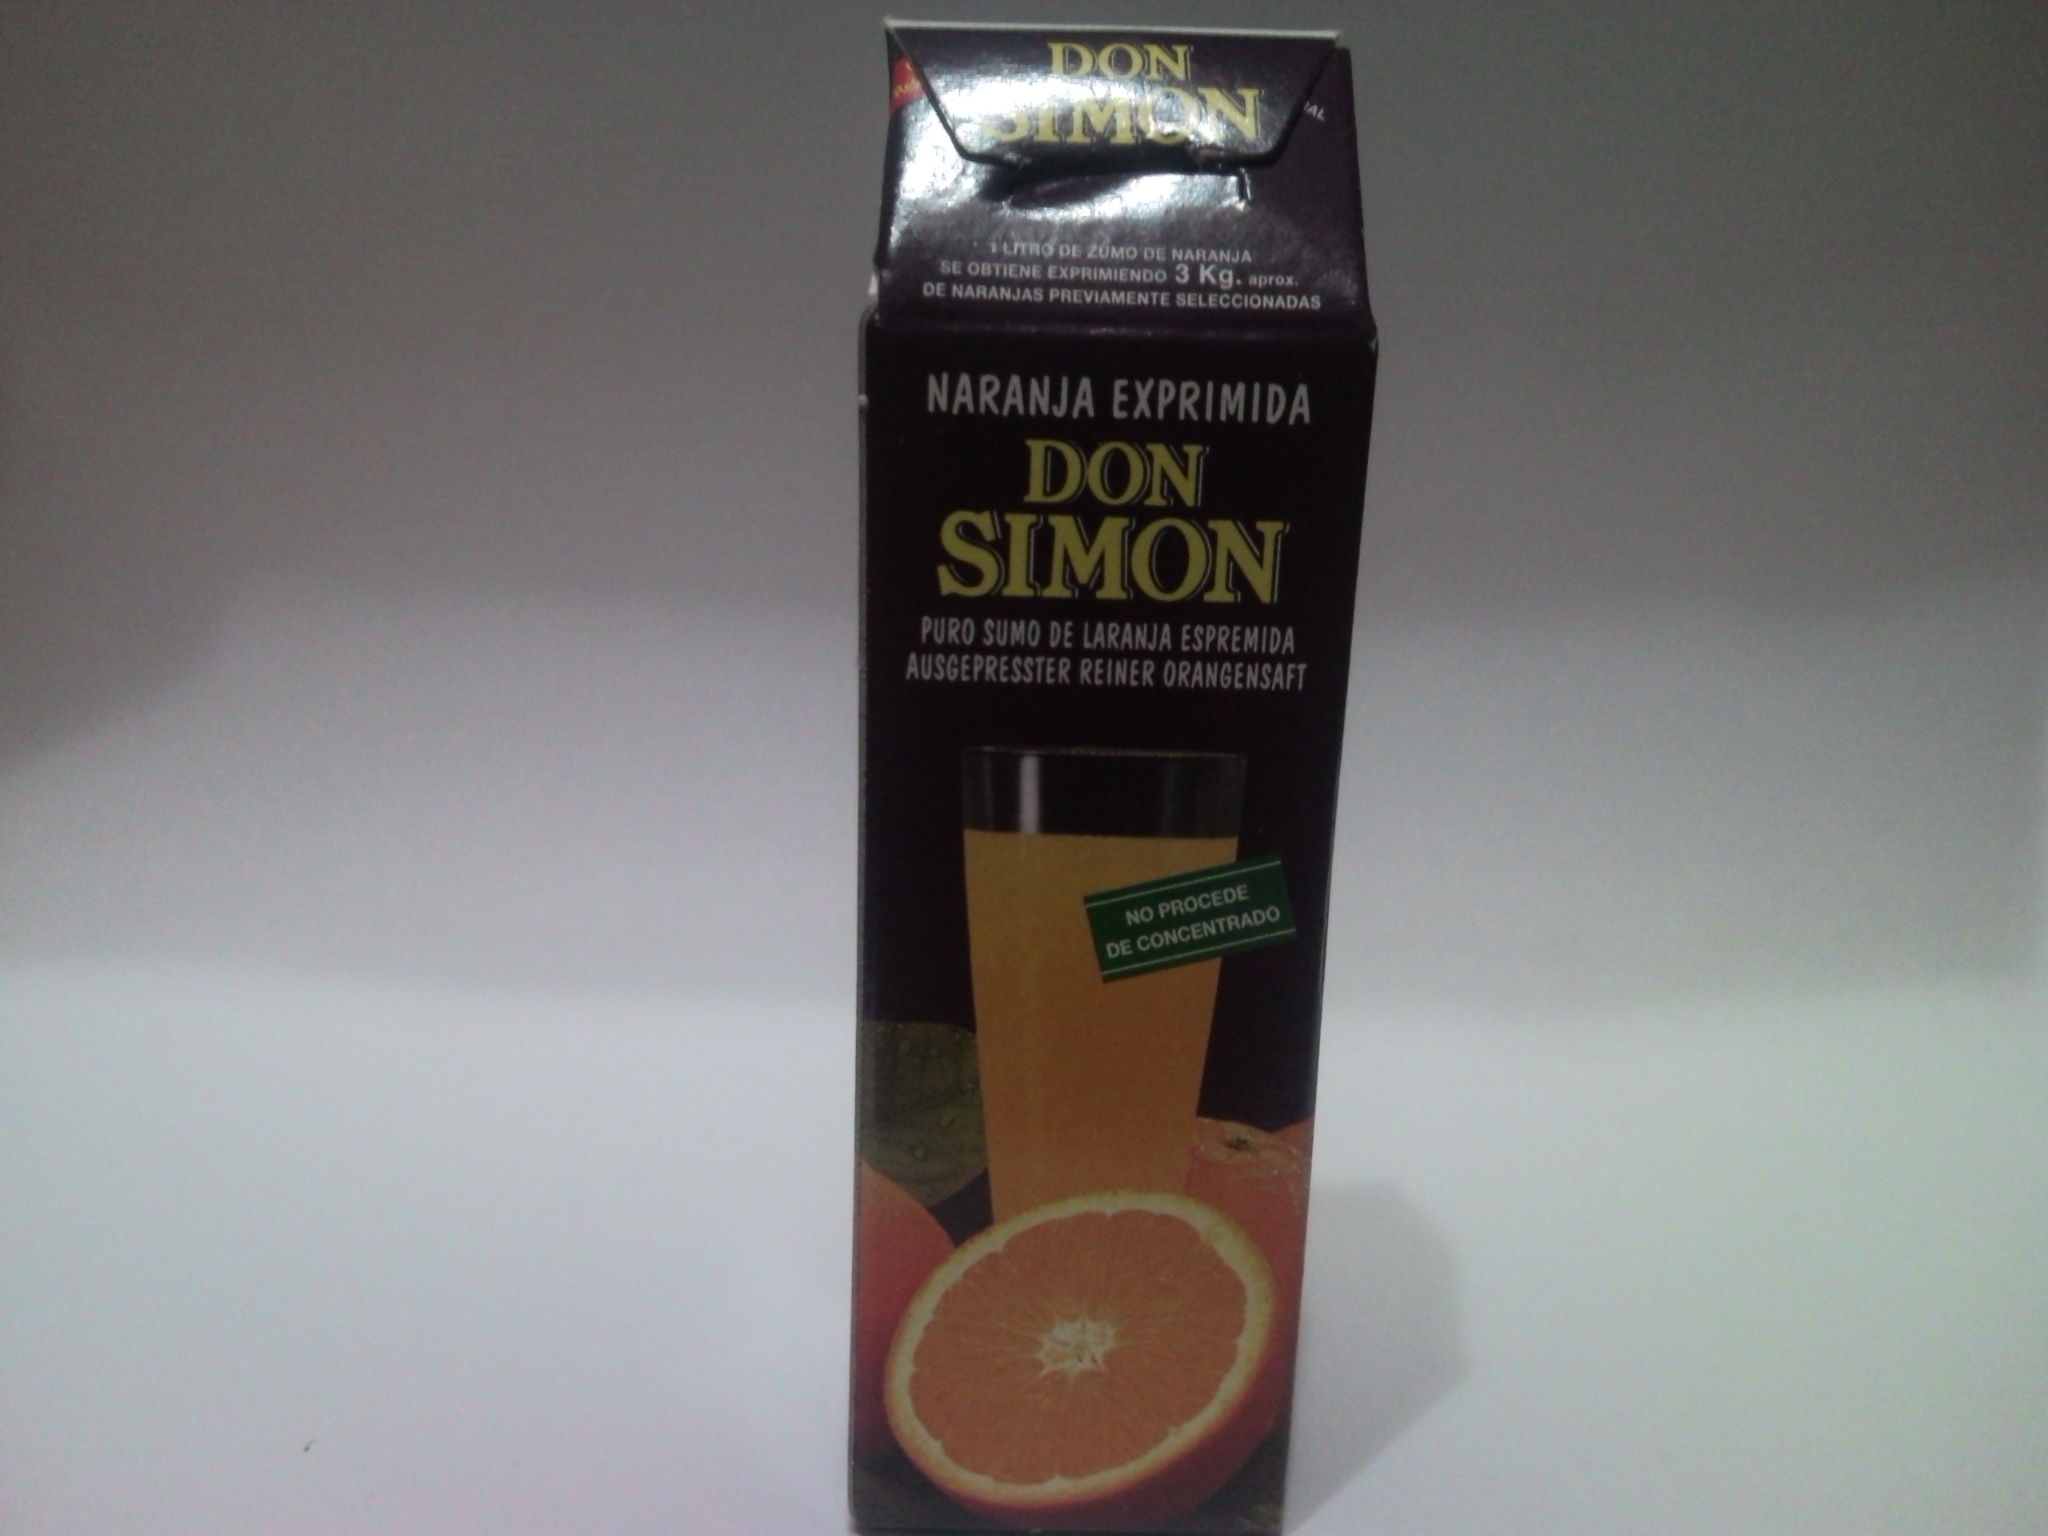 DON
SIMON
AL
1 LITRO DE ZUMO DE NARANJA
SE OBTIENE EXPRIMIENDO 3 Kg. aprox.
DE NARANJAS PREVIAMENTE SELECCIONADAS
NARANJA EXPRIMIDA
DON
SIMON
PURO SUMO DE LARANJA ESPREMIDA
AUSGEPRESSTER REINER ORANGENSAFT
NO PROCEDE
DE CONCENTRADO